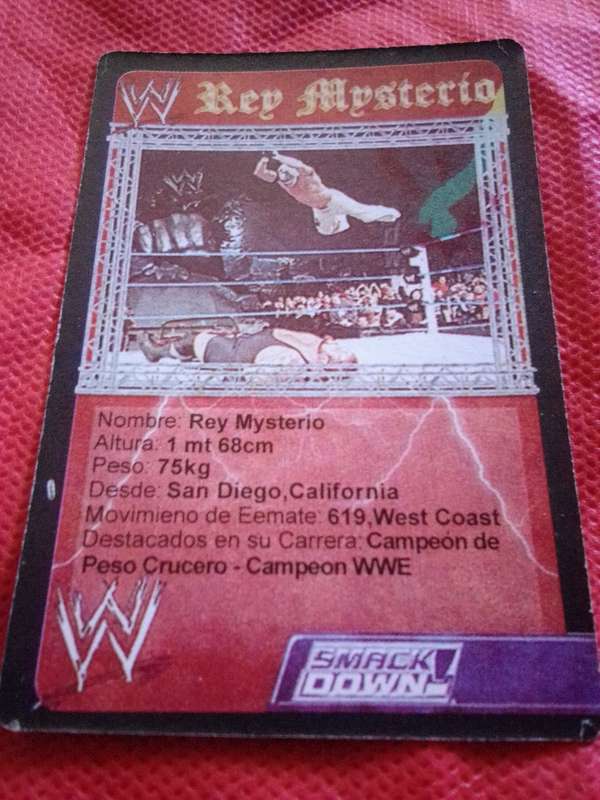 W Rey Mysterio
W
Nombre: Rey Mysterio
Altura: 1 mt 68cm
Peso: 75kg
Desde: San Diego,California
Movimieno de Eemate: 619,West Coast
Destacados en su Carrera: Campeón de
Peso Crucero - Campeon WWE
W
SMACK
DOWN!